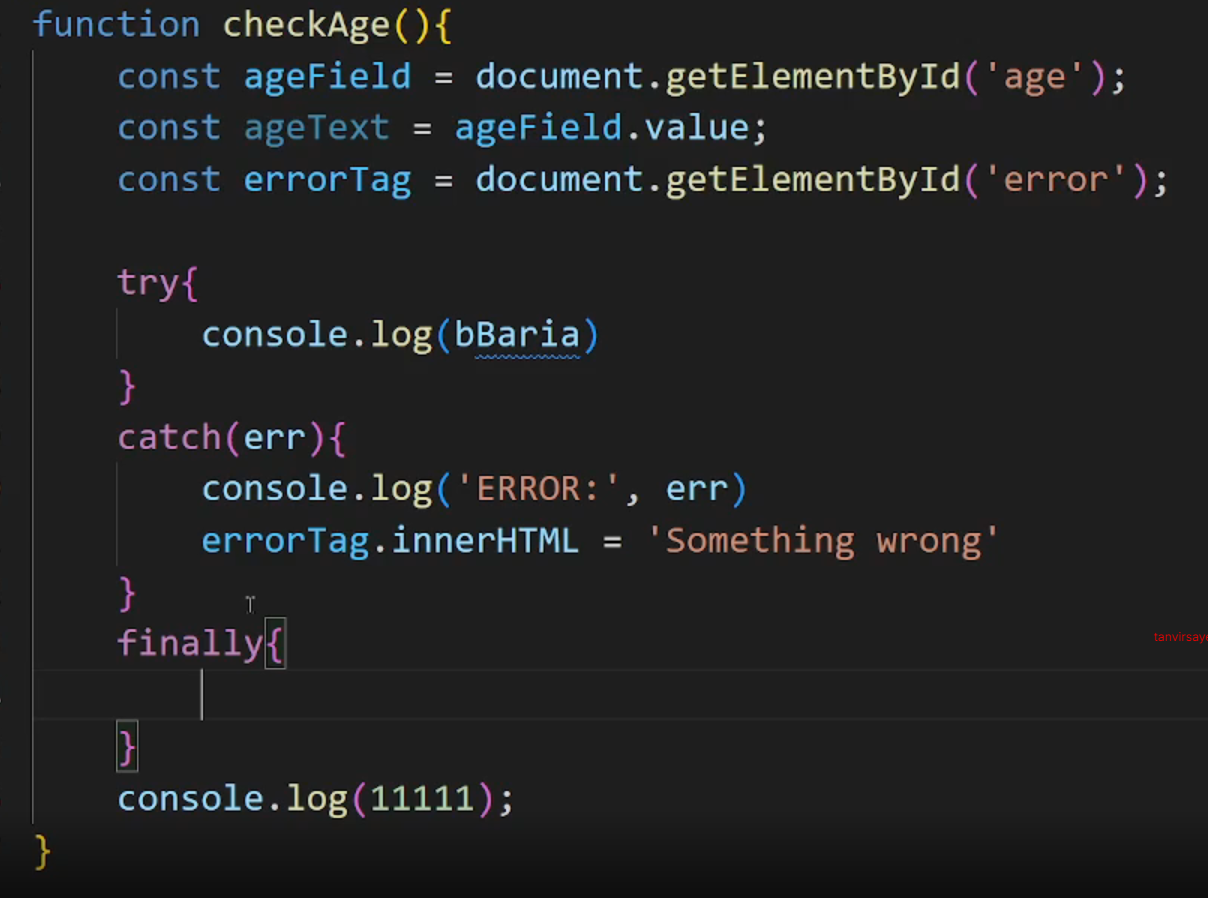 function checkAge(){
const ageField = document.getElementById('age');
const ageText = ageField.value;
const errorTag = document.getElementById('error');
try{
console.log(bBaria)
}
catch(err){
console.log('ERROR:', err)
errorTag.innerHTML = 'Something wrong'
}
finally{
tanvirsay
}
console.log(11111);
}